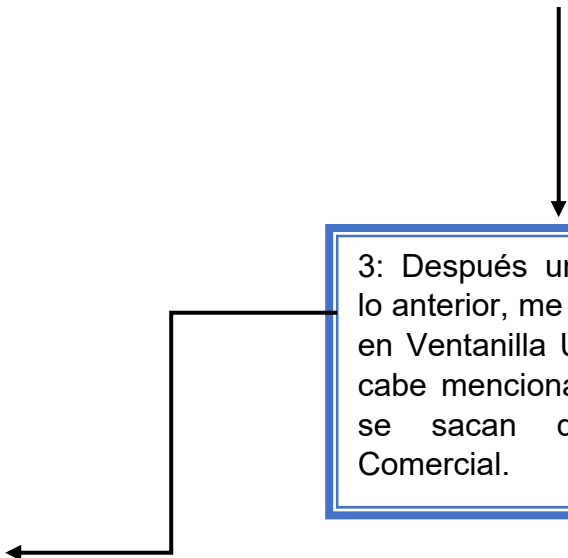 3: Después
lo anterior, me
en Ventanilla
cabe
se sacan
Comercial.